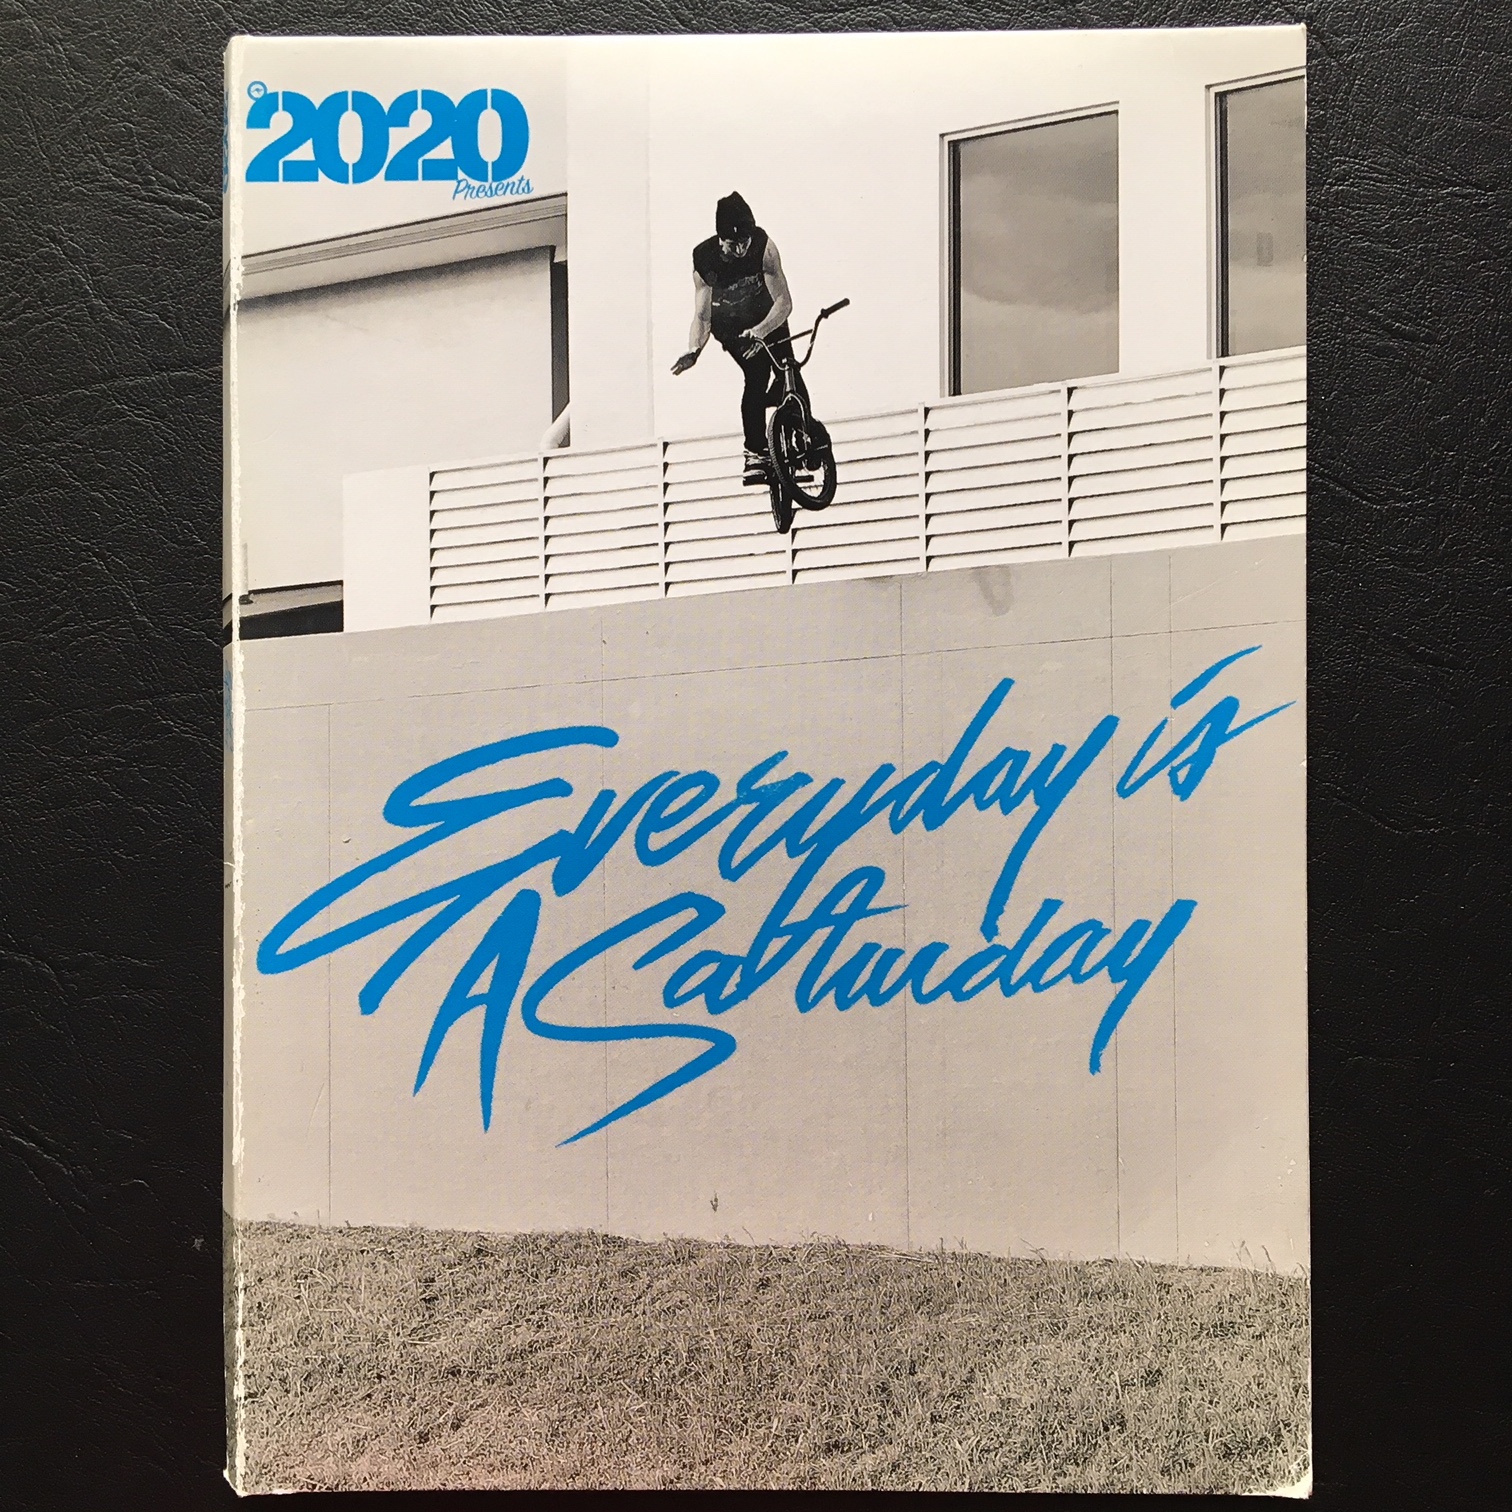 2020
Presents
Everyday is
A Saturday